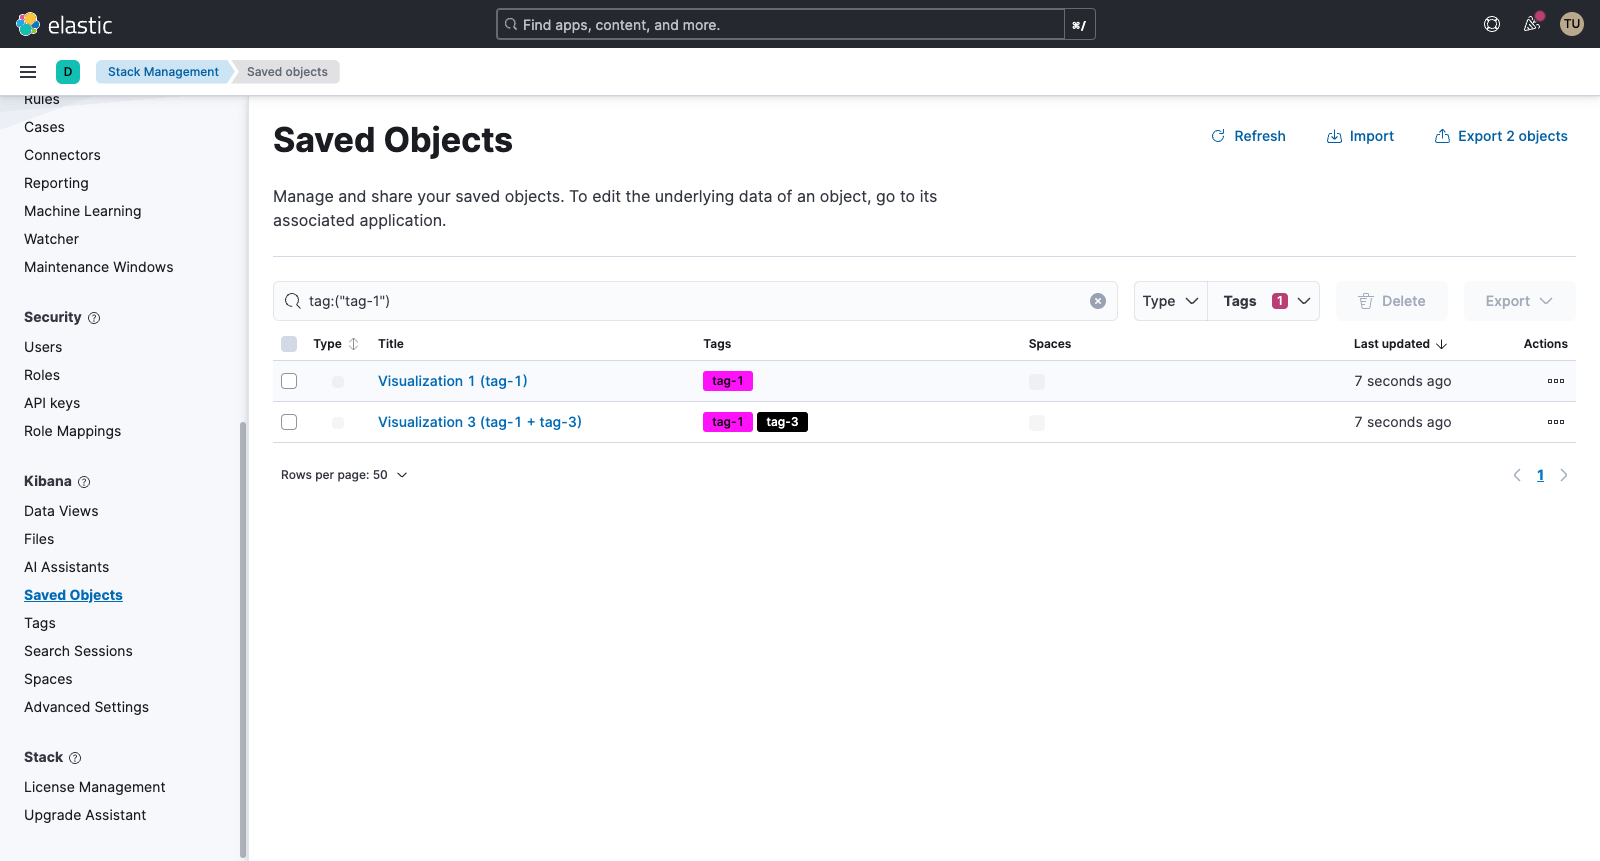 elastic
Find apps, content, and more.
⌘/
TU
D
Stack Management
Saved objects
Rules
Cases
Connectors
Reporting
Machine Learning
Watcher
Maintenance Windows
Security
Users
Roles
API keys
Role Mappings
Kibana
Data Views
Files
AI Assistants
Saved Objects
Tags
Search Sessions
Spaces
Advanced Settings
Stack
License Management
Upgrade Assistant
Saved Objects
Refresh
Import
Export 2 objects
Manage and share your saved objects. To edit the underlying data of an object, go to its
associated application.
tag:("tag-1")
Type
Tags 1
Delete
Export
Type Title Tags Spaces Last updated Actions
Visualization 1 (tag-1) tag-1 7 seconds ago
Visualization 3 (tag-1 + tag-3) tag-1 tag-3 7 seconds ago
Rows per page: 50
1